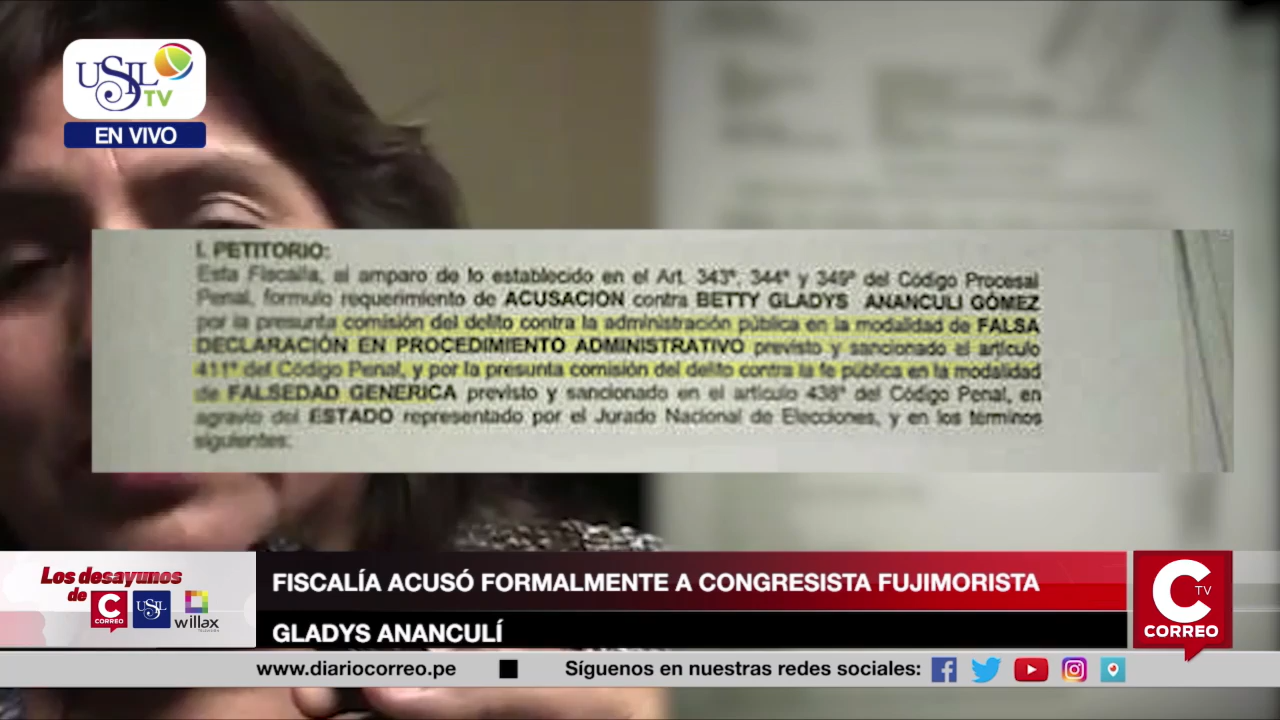 USIL
TV
EN VIVO
I. PETITORIO:
Esta Fiscalía, al amparo de lo establecido en el Art. 343°, 344° y 349° del Código Procesal
Penal, formulo requerimiento de ACUSACION contra BETTY GLADYS ANANCULI GÓMEZ
por la presunta comisión del delito contra la administración pública en la modalidad de FALSA
DECLARACIÓN EN PROCEDIMIENTO ADMINISTRATIVO previsto y sancionado el artículo
411° del Código Penal, y por la presunta comisión del delito contra la fe pública en la modalidad
de FALSEDAD GENERICA previsto y sancionado en el artículo 438° del Código Penal, en
agravio del ESTADO representado por el Jurado Nacional de Elecciones, y en los términos
siguientes:
Los desayunos
de
C
CORREO
USIL
willax
TELEVISIÓN
FISCALÍA ACUSÓ FORMALMENTE A CONGRESISTA FUJIMORISTA
GLADYS ANANCULÍ
C TV
CORREO
www.diariocorreo.pe
Síguenos en nuestras redes sociales: